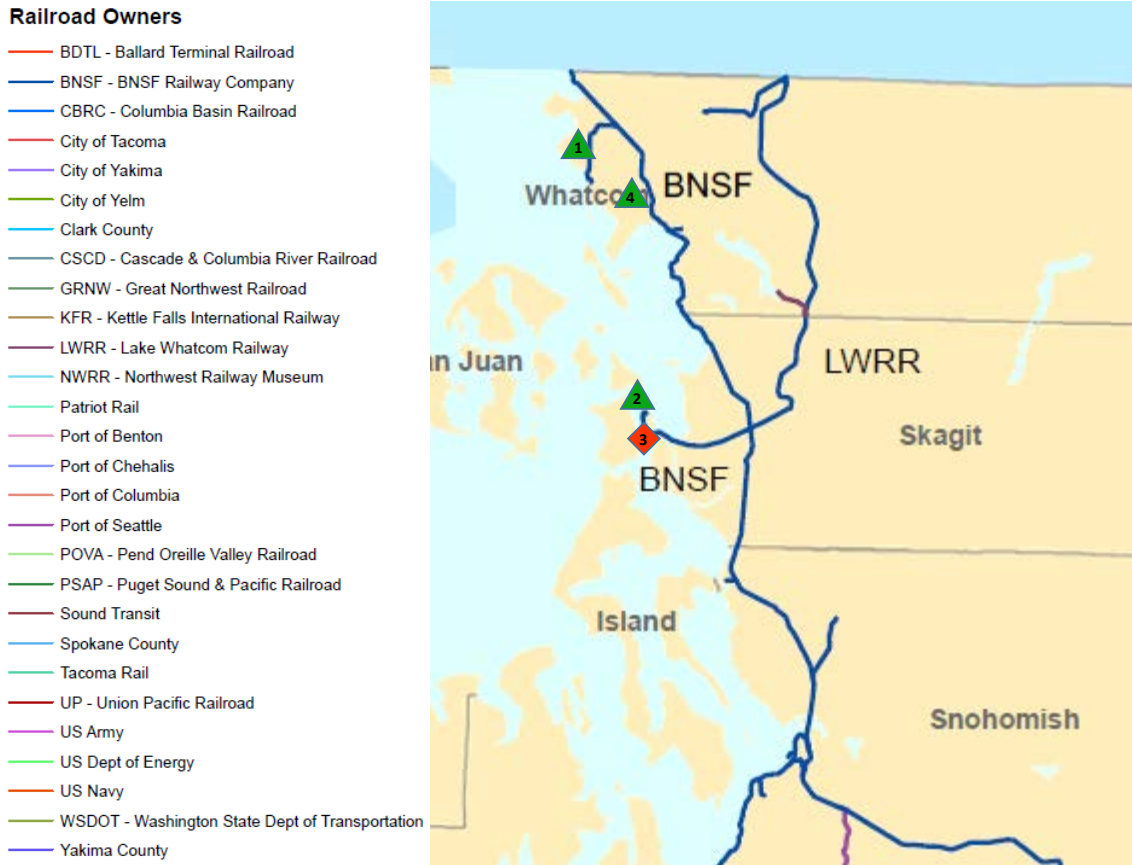 Railroad Owners
BDTL - Ballard Terminal Railroad
BNSF - BNSF Railway Company
CBRC - Columbia Basin Railroad
City of Tacoma
City of Yakima
City of Yelm
Clark County
CSCD - Cascade & Columbia River Railroad
GRNW - Great Northwest Railroad
KFR - Kettle Falls International Railway
LWRR - Lake Whatcom Railway
NWRR - Northwest Railway Museum
Patriot Rail
Port of Benton
Port of Chehalis
Port of Columbia
Port of Seattle
POVA - Pend Oreille Valley Railroad
PSAP - Puget Sound & Pacific Railroad
Sound Transit
Spokane County
Tacoma Rail
UP - Union Pacific Railroad
US Army
US Dept of Energy
US Navy
WSDOT - Washington State Dept of Transportation
Yakima County
1
Whatco
4
BNSF
an Juan
LWRR
2
3
Skagit
BNSF
Island
Snohomish